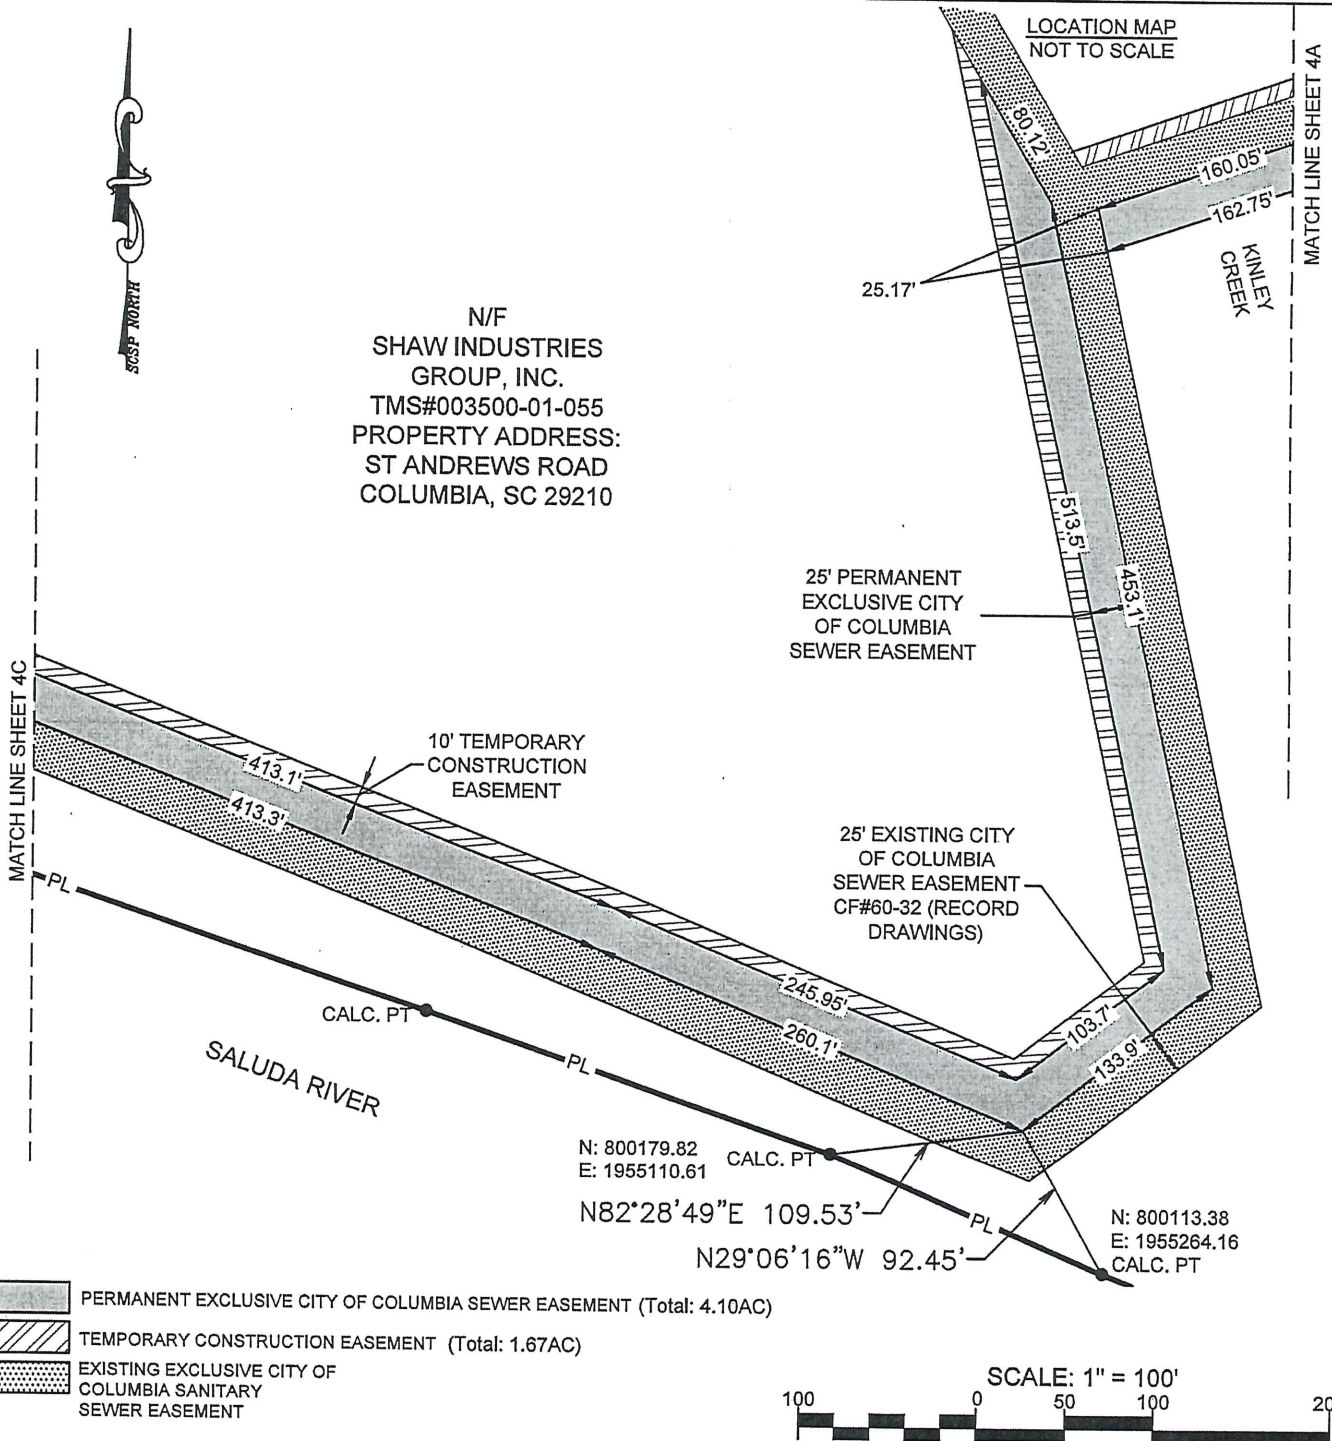 LOCATION MAP
NOT TO SCALE
MATCH LINE SHEET 4A
80.12'
160.05'
162.75'
KINLEY
CREEK
25.17'
SCSP NORTH
N/F
SHAW INDUSTRIES
GROUP, INC.
TMS#003500-01-055
PROPERTY ADDRESS:
ST ANDREWS ROAD
COLUMBIA, SC 29210
513.5'
453.1'
25' PERMANENT
EXCLUSIVE CITY
OF COLUMBIA
SEWER EASEMENT
MATCH LINE SHEET 4C
10' TEMPORARY
CONSTRUCTION
EASEMENT
413.1'
413.3'
25' EXISTING CITY
OF COLUMBIA
SEWER EASEMENT
CF#60-32 (RECORD
DRAWINGS)
PL
245.95'
260.1'
103.7'
133.9'
CALC. PT
PL
SALUDA RIVER
N: 800179.82
E: 1955110.61
CALC. PT
N82°28'49"E 109.53'
PL
N29°06'16"W 92.45'
N: 800113.38
E: 1955264.16
CALC. PT
PERMANENT EXCLUSIVE CITY OF COLUMBIA SEWER EASEMENT (Total: 4.10AC)
TEMPORARY CONSTRUCTION EASEMENT (Total: 1.67AC)
EXISTING EXCLUSIVE CITY OF
COLUMBIA SANITARY
SEWER EASEMENT
SCALE: 1" = 100'
100 0 50 100 20